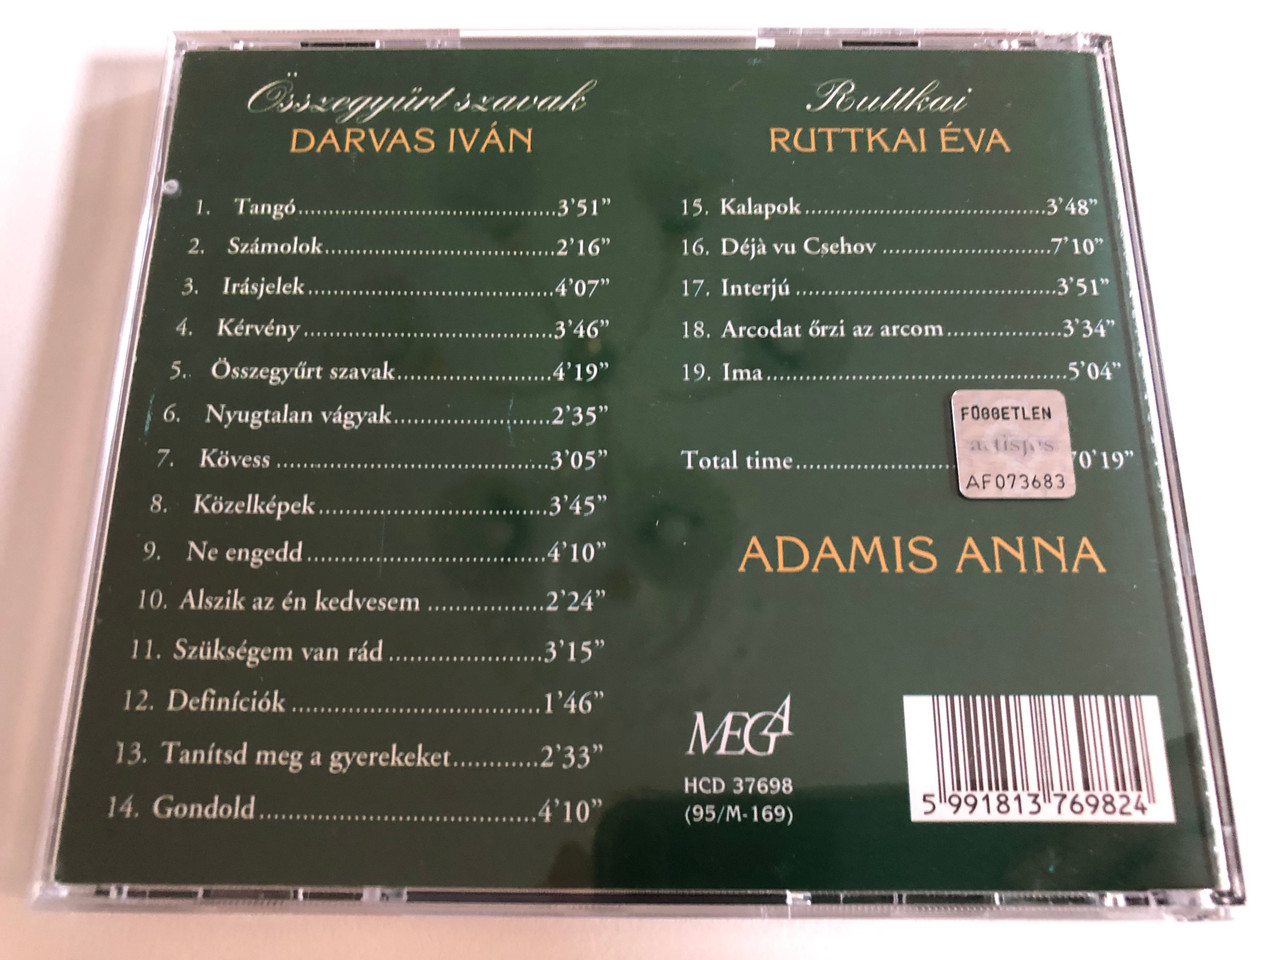 Összegyűrt szavak
DARVAS IVÁN
1. Tangó.......................................3'51"
2. Számolok...................................2'16"
3. Irásjelek.....................................4'07"
4. Kérvény.....................................3'46"
5. Összegyűrt szavak......................4'19"
6. Nyugtalan vágyak.......................2'35"
7. Kövess.......................................3'05"
8. Közelképek.................................3'45"
9. Ne engedd..................................4'10"
10. Alszik az én kedvesem.................2'24"
11. Szükségem van rád......................3'15"
12. Definíciók..................................1'46"
13. Tanítsd meg a gyerekeket............2'33"
14. Gondold.....................................4'10"
Ruttkai
RUTTKAI ÉVA
15. Kalapok...................................3'48"
16. Déjà vu Csehov........................7'10"
17. Interjú.....................................3'51"
18. Arcodat őrzi az arcom................3'34"
19. Ima..........................................5'04"
FÜGGETLEN
artisjus
AF073683
Total time......................70'19"
ADAMIS ANNA
MEGA
HCD 37698
(95/M-169)
5 991813 769824